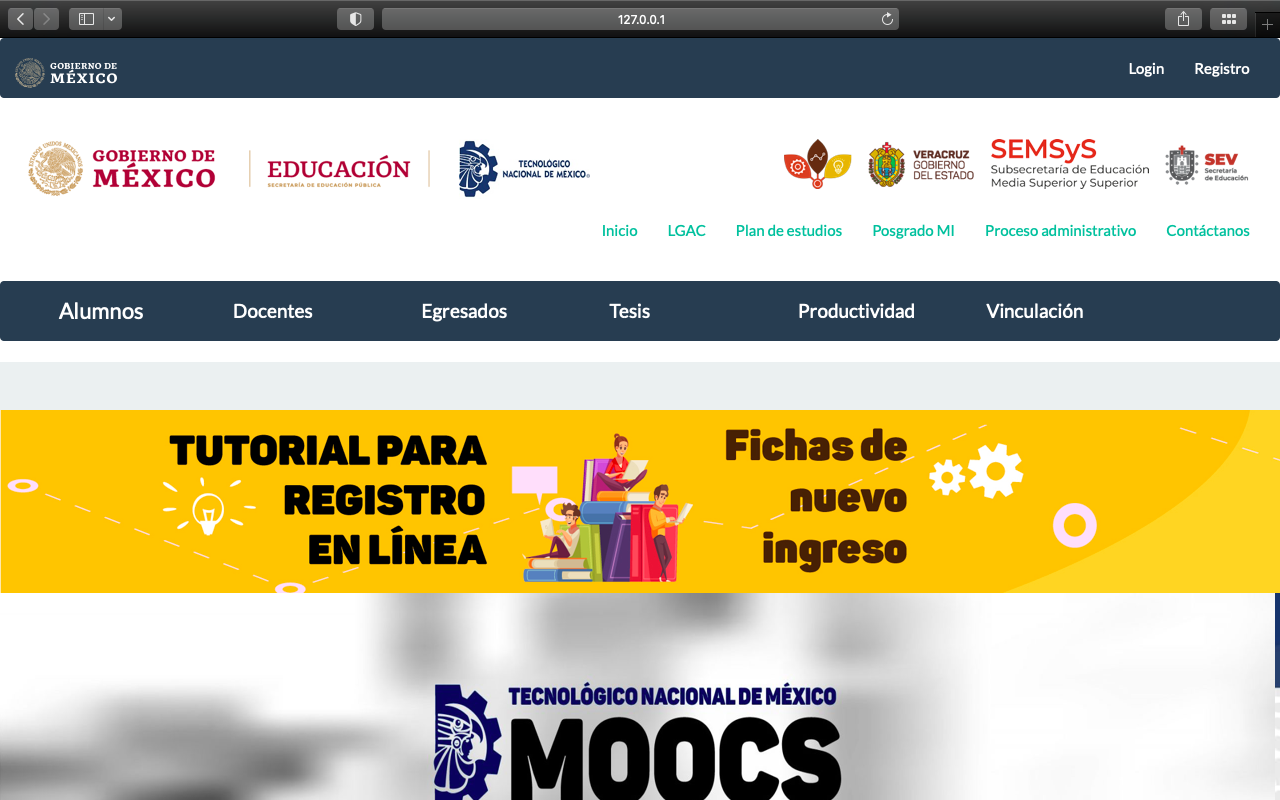 127.0.0.1
GOBIERNO DE
MÉXICO
Login Registro
GOBIERNO DE
MÉXICO
EDUCACIÓN
SECRETARÍA DE EDUCACIÓN PÚBLICA
TECNOLÓGICO
NACIONAL DE MÉXICO®
VERACRUZ
GOBIERNO
DEL ESTADO
SEMSyS
Subsecretaría de Educación
Media Superior y Superior
SEV
Secretaría
de Educación
Inicio LGAC Plan de estudios Posgrado MI Proceso administrativo Contáctanos
Alumnos Docentes Egresados Tesis Productividad Vinculación
TUTORIAL PARA
REGISTRO
EN LÍNEA
Fichas de
nuevo
ingreso
TECNOLÓGICO NACIONAL DE MÉXICO
MOOCS